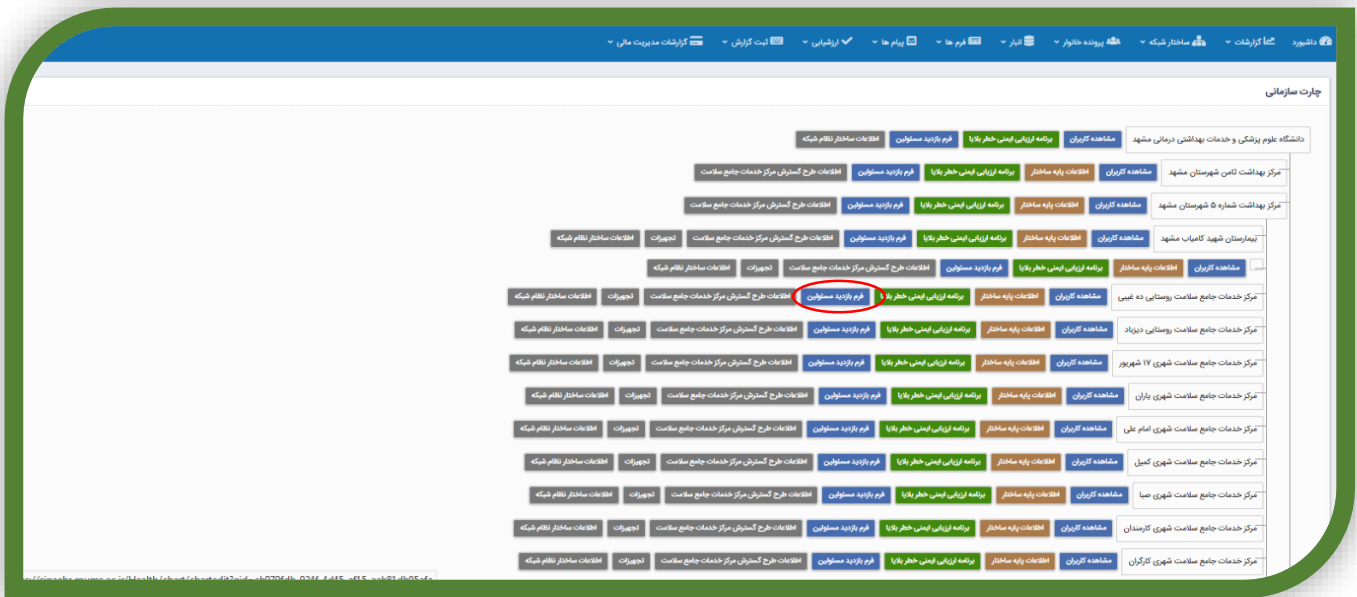 داشبورد گزارشات ساختار شبکه پرونده خانوار انبار فرم ها پیام ها ارزشیابی ثبت گزارش گزارشات مدیریت مالی
چارت سازمانی
دانشگاه علوم پزشکی و خدمات بهداشتی درمانی مشهد مشاهده کاربران برنامه ارزیابی ایمنی خطر بلایا فرم بازدید مسئولین اطلاعات ساختار نظام شبکه
مرکز بهداشت ثامن شهرستان مشهد مشاهده کاربران اطلاعات پایه ساختار برنامه ارزیابی ایمنی خطر بلایا فرم بازدید مسئولین اطلاعات طرح گسترش مرکز خدمات جامع سلامت
مرکز بهداشت شماره ۵ شهرستان مشهد مشاهده کاربران اطلاعات پایه ساختار برنامه ارزیابی ایمنی خطر بلایا فرم بازدید مسئولین اطلاعات طرح گسترش مرکز خدمات جامع سلامت
بیمارستان شهید کامیاب مشهد مشاهده کاربران اطلاعات پایه ساختار برنامه ارزیابی ایمنی خطر بلایا فرم بازدید مسئولین اطلاعات طرح گسترش مرکز خدمات جامع سلامت تجهیزات اطلاعات ساختار نظام شبکه
مشاهده کاربران اطلاعات پایه ساختار برنامه ارزیابی ایمنی خطر بلایا فرم بازدید مسئولین اطلاعات طرح گسترش مرکز خدمات جامع سلامت تجهیزات اطلاعات ساختار نظام شبکه
مرکز خدمات جامع سلامت روستایی ده غیبی مشاهده کاربران اطلاعات پایه ساختار برنامه ارزیابی ایمنی خطر بلایا فرم بازدید مسئولین اطلاعات طرح گسترش مرکز خدمات جامع سلامت تجهیزات اطلاعات ساختار نظام شبکه
مرکز خدمات جامع سلامت روستایی دیزباد مشاهده کاربران اطلاعات پایه ساختار برنامه ارزیابی ایمنی خطر بلایا فرم بازدید مسئولین اطلاعات طرح گسترش مرکز خدمات جامع سلامت تجهیزات اطلاعات ساختار نظام شبکه
مرکز خدمات جامع سلامت شهری ۱۷ شهریور مشاهده کاربران اطلاعات پایه ساختار برنامه ارزیابی ایمنی خطر بلایا فرم بازدید مسئولین اطلاعات طرح گسترش مرکز خدمات جامع سلامت تجهیزات اطلاعات ساختار نظام شبکه
مرکز خدمات جامع سلامت شهری یاران مشاهده کاربران اطلاعات پایه ساختار برنامه ارزیابی ایمنی خطر بلایا فرم بازدید مسئولین اطلاعات طرح گسترش مرکز خدمات جامع سلامت تجهیزات اطلاعات ساختار نظام شبکه
مرکز خدمات جامع سلامت شهری امام علی مشاهده کاربران اطلاعات پایه ساختار برنامه ارزیابی ایمنی خطر بلایا فرم بازدید مسئولین اطلاعات طرح گسترش مرکز خدمات جامع سلامت تجهیزات اطلاعات ساختار نظام شبکه
مرکز خدمات جامع سلامت شهری کمیل مشاهده کاربران اطلاعات پایه ساختار برنامه ارزیابی ایمنی خطر بلایا فرم بازدید مسئولین اطلاعات طرح گسترش مرکز خدمات جامع سلامت تجهیزات اطلاعات ساختار نظام شبکه
مرکز خدمات جامع سلامت شهری صبا مشاهده کاربران اطلاعات پایه ساختار برنامه ارزیابی ایمنی خطر بلایا فرم بازدید مسئولین اطلاعات طرح گسترش مرکز خدمات جامع سلامت تجهیزات اطلاعات ساختار نظام شبکه
مرکز خدمات جامع سلامت شهری کارمندان مشاهده کاربران اطلاعات پایه ساختار برنامه ارزیابی ایمنی خطر بلایا فرم بازدید مسئولین اطلاعات طرح گسترش مرکز خدمات جامع سلامت تجهیزات اطلاعات ساختار نظام شبکه
مرکز خدمات جامع سلامت شهری کارگران مشاهده کاربران اطلاعات پایه ساختار برنامه ارزیابی ایمنی خطر بلایا فرم بازدید مسئولین اطلاعات طرح گسترش مرکز خدمات جامع سلامت تجهیزات اطلاعات ساختار نظام شبکه